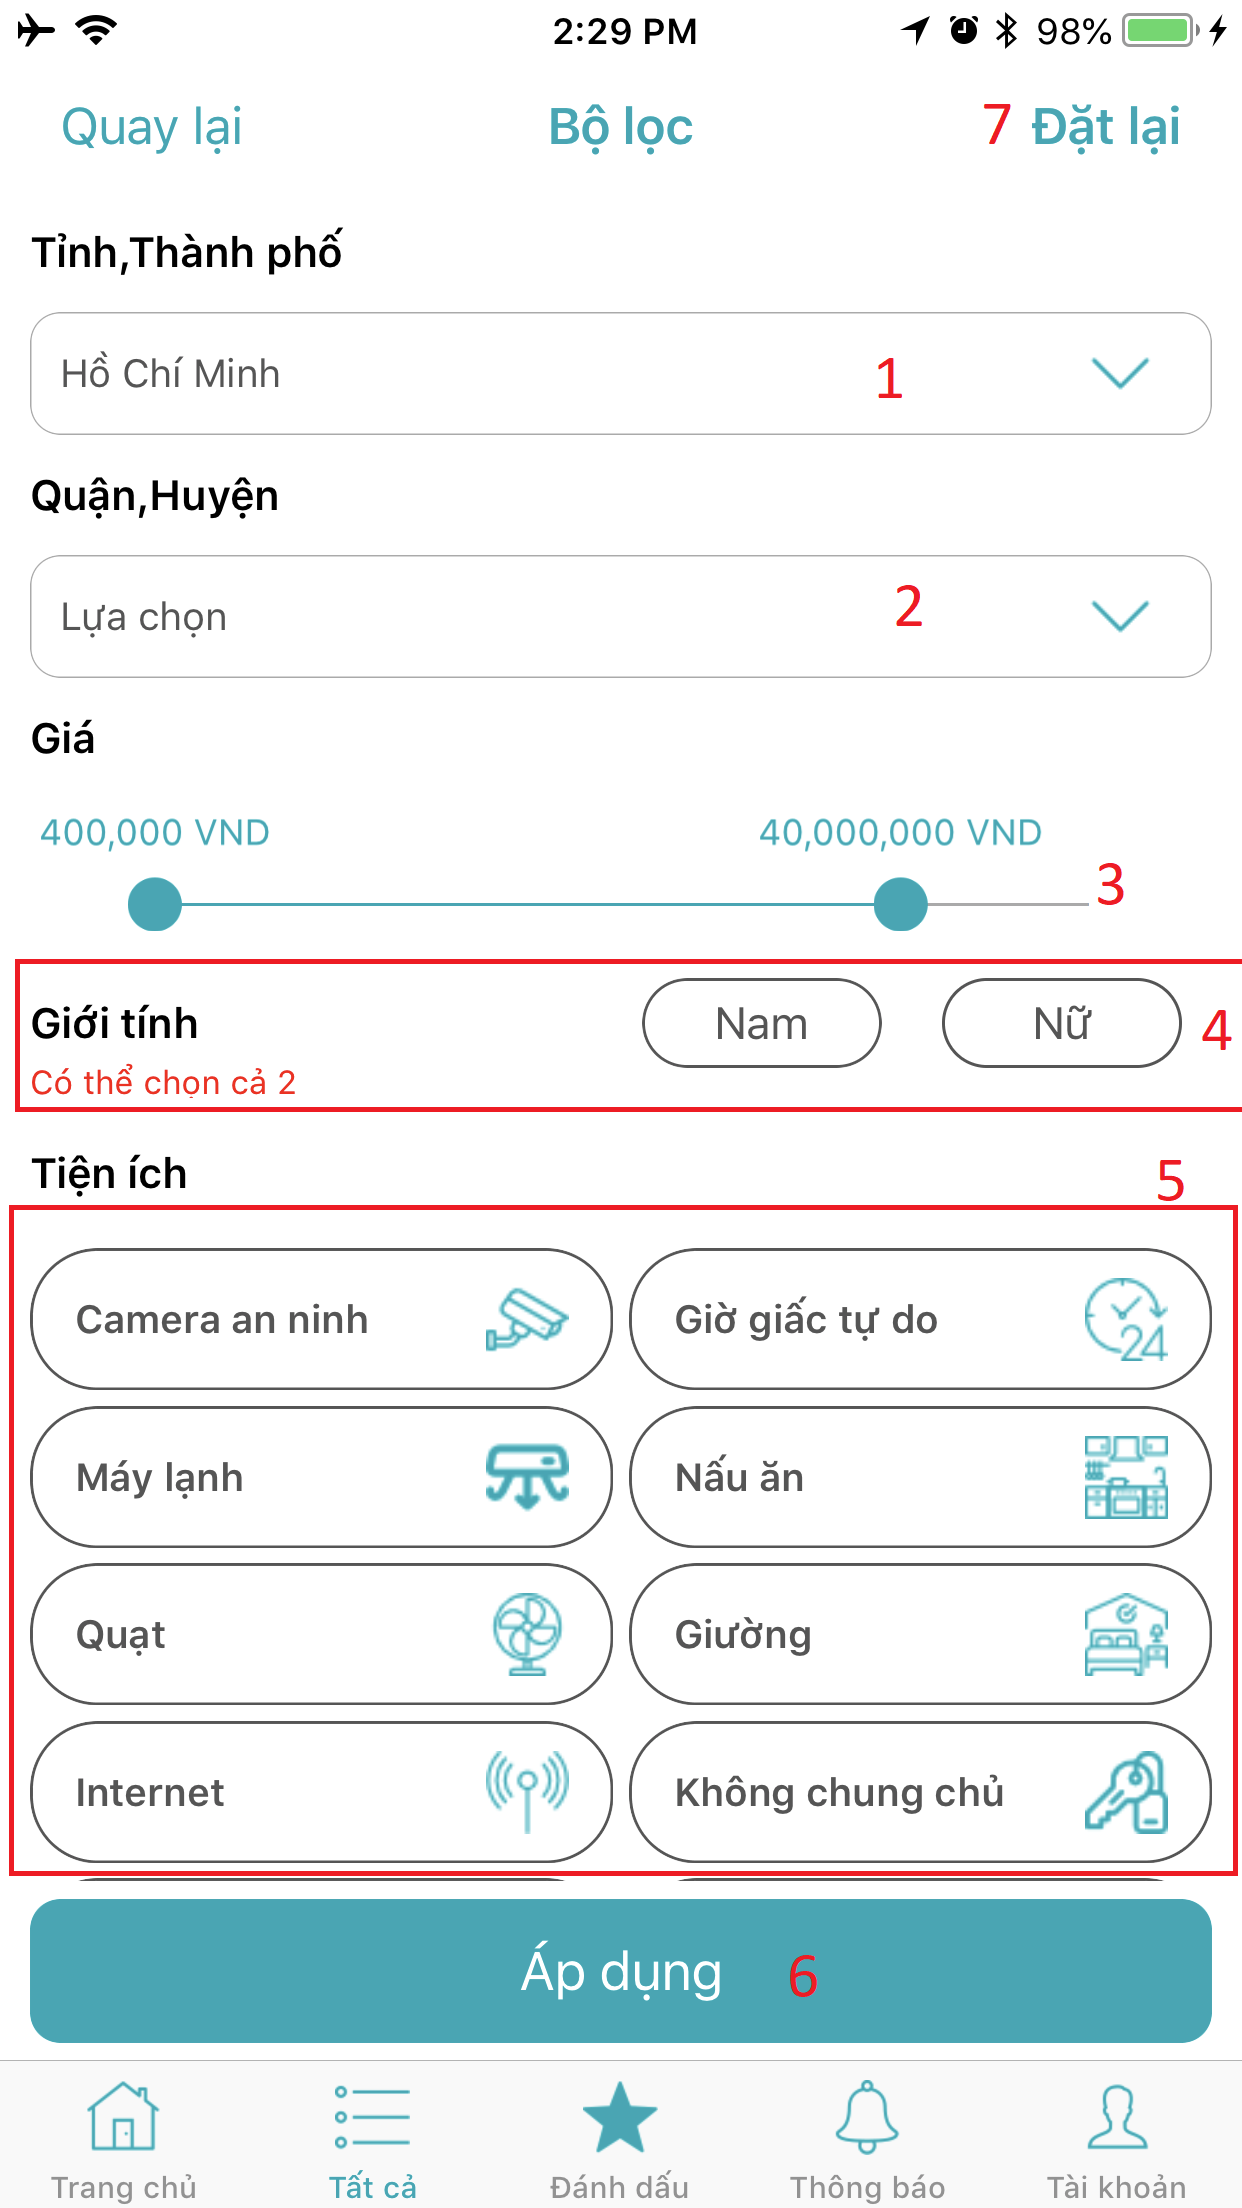 2:29 PM 98%
Quay lại Bộ lọc 7 Đặt lại
Tỉnh,Thành phố
Hồ Chí Minh 1
Quận,Huyện
Lựa chọn 2
Giá
400,000 VND 40,000,000 VND
3
Giới tính Nam Nữ 4
Có thể chọn cả 2
Tiện ích 5
Camera an ninh Giờ giấc tự do 24
Máy lạnh Nấu ăn
Quạt Giường
Internet Không chung chủ
Áp dụng 6
Trang chủ Tất cả Đánh dấu Thông báo Tài khoản